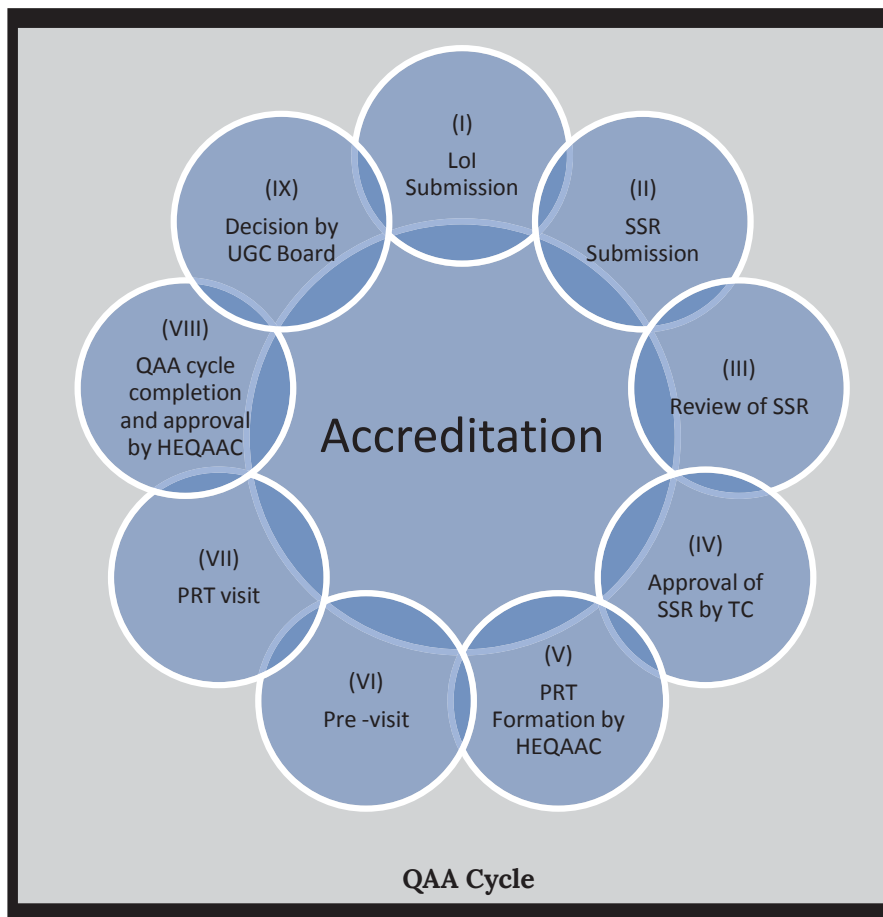 (I)
LoI
Submission
(II)
SSR
Submission
(III)
Review of SSR
(IV)
Approval of
SSR by TC
(V)
PRT
Formation by
HEQAAC
(VI)
Pre -visit
(VII)
PRT visit
(VIII)
QAA cycle
completion
and approval
by HEQAAC
(IX)
Decision by
UGC Board
Accreditation
QAA Cycle